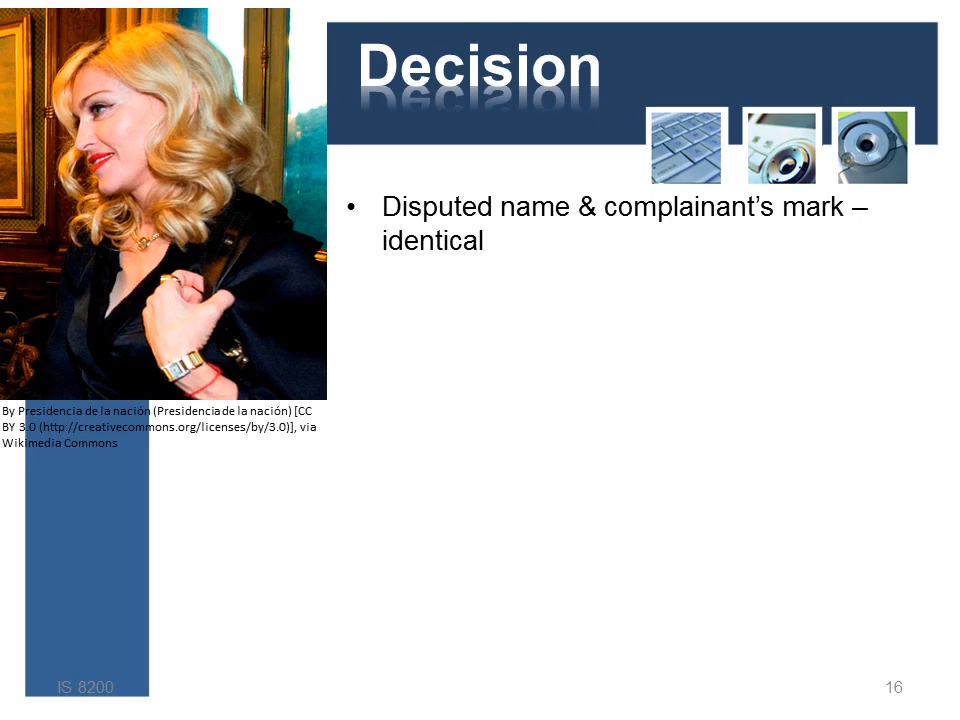 Decision
• Disputed name & complainant’s mark –
identical
By Presidencia de la nación (Presidencia de la nación) [CC
BY 3.0 (http://creativecommons.org/licenses/by/3.0)], via
Wikimedia Commons
IS 8200
16